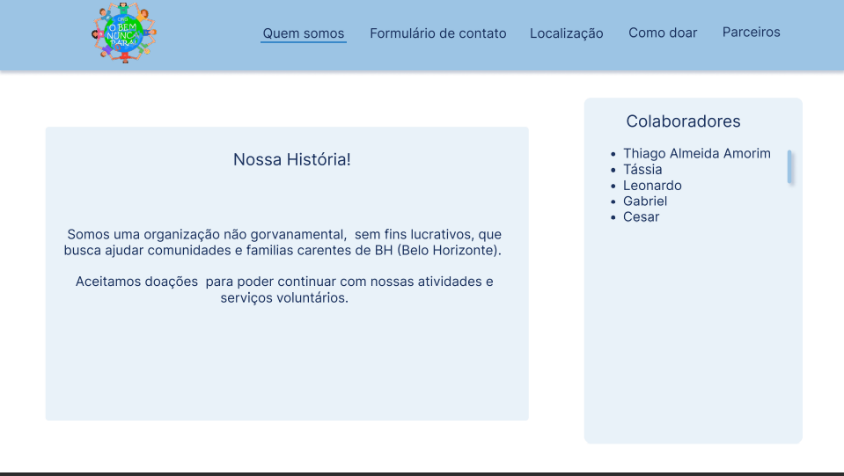 O BEM
NUNCA
PARA!
Quem somos
Formulário de contato
Localização
Como doar
Parceiros
Nossa História!
Somos uma organização não gorvanamental, sem fins lucrativos, que
busca ajudar comunidades e familias carentes de BH (Belo Horizonte).
Aceitamos doações para poder continuar com nossas atividades e
serviços voluntários.
Colaboradores
• Thiago Almeida Amorim
• Tássia
• Leonardo
• Gabriel
• Cesar